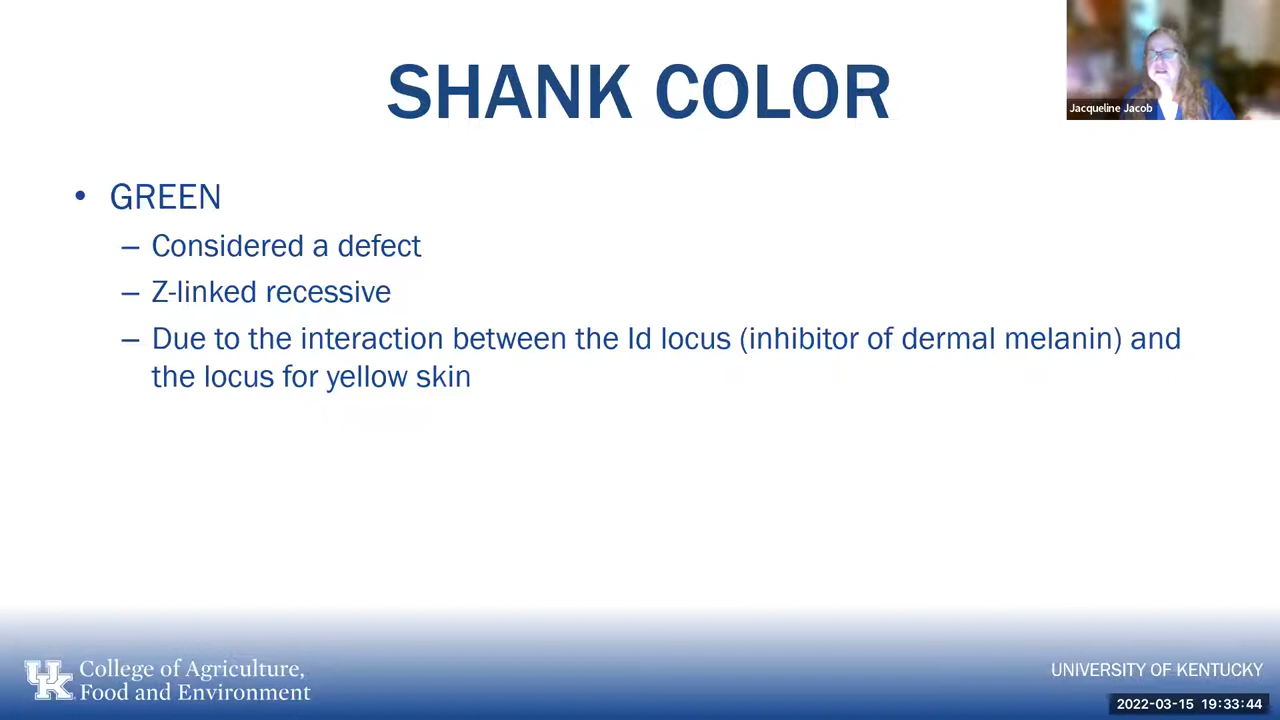 SHANK COLOR
Jacqueline Jacob
• GREEN
– Considered a defect
– Z-linked recessive
– Due to the interaction between the Id locus (inhibitor of dermal melanin) and
the locus for yellow skin
UK College of Agriculture,
Food and Environment
UNIVERSITY OF KENTUCKY
2022-03-15 19:33:44